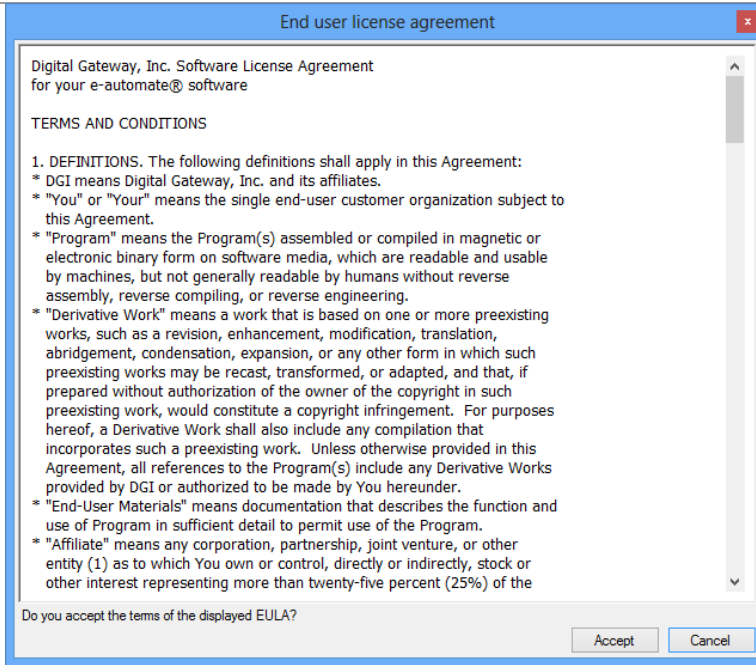 End user license agreement
x
Digital Gateway, Inc. Software License Agreement
for your e-automate® software
TERMS AND CONDITIONS
1. DEFINITIONS. The following definitions shall apply in this Agreement:
* DGI means Digital Gateway, Inc. and its affiliates.
* "You" or "Your" means the single end-user customer organization subject to
this Agreement.
* "Program" means the Program(s) assembled or compiled in magnetic or
electronic binary form on software media, which are readable and usable
by machines, but not generally readable by humans without reverse
assembly, reverse compiling, or reverse engineering.
* "Derivative Work" means a work that is based on one or more preexisting
works, such as a revision, enhancement, modification, translation,
abridgement, condensation, expansion, or any other form in which such
preexisting works may be recast, transformed, or adapted, and that, if
prepared without authorization of the owner of the copyright in such
preexisting work, would constitute a copyright infringement.  For purposes
hereof, a Derivative Work shall also include any compilation that
incorporates such a preexisting work.  Unless otherwise provided in this
Agreement, all references to the Program(s) include any Derivative Works
provided by DGI or authorized to be made by You hereunder.
* "End-User Materials" means documentation that describes the function and
use of Program in sufficient detail to permit use of the Program.
* "Affiliate" means any corporation, partnership, joint venture, or other
entity (1) as to which You own or control, directly or indirectly, stock or
other interest representing more than twenty-five percent (25%) of the
Do you accept the terms of the displayed EULA?
Accept
Cancel